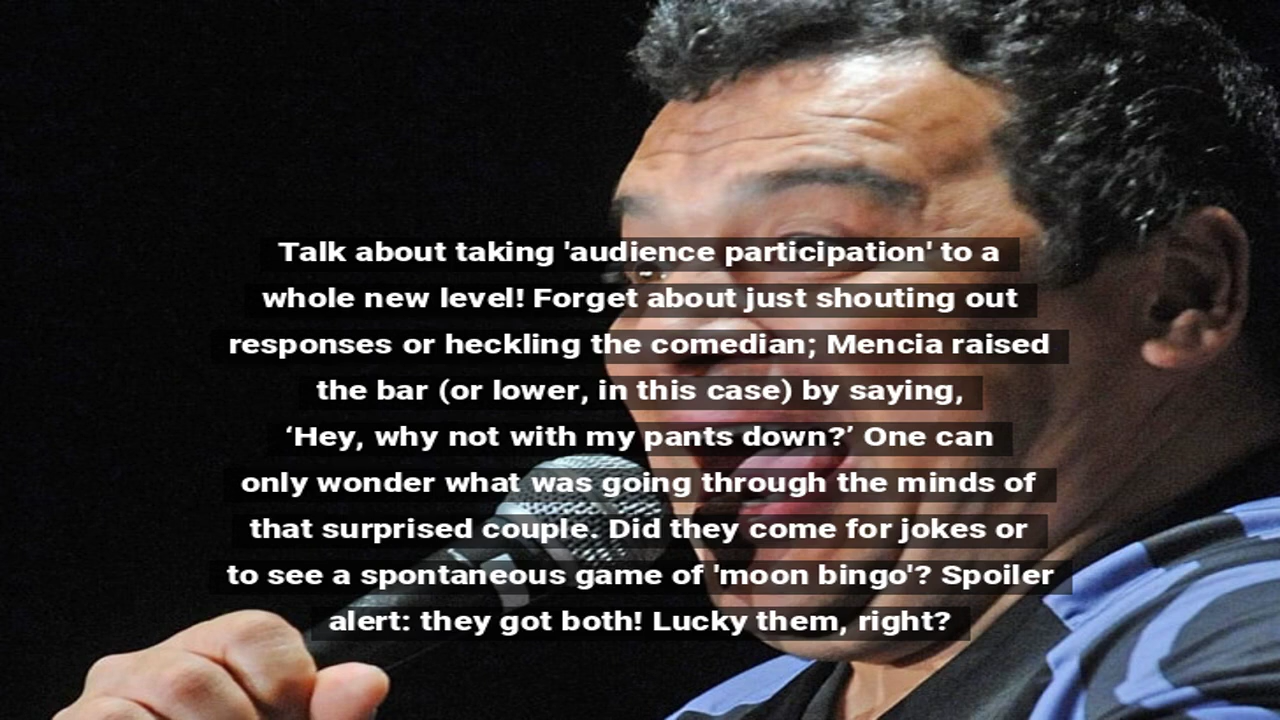 Talk about taking 'audience participation' to a
whole new level! Forget about just shouting out
responses or heckling the comedian; Mencia raised
the bar (or lower, in this case) by saying,
‘Hey, why not with my pants down?’ One can
only wonder what was going through the minds of
that surprised couple. Did they come for jokes or
to see a spontaneous game of 'moon bingo'? Spoiler
alert: they got both! Lucky them, right?